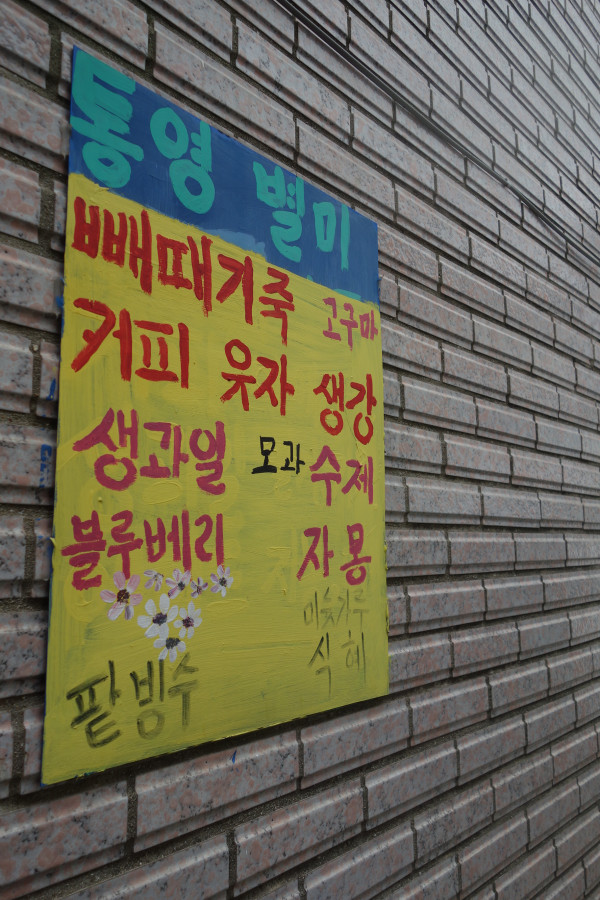 통영 별미
빼때기죽 고구마
커피 유자 생강
생과일 모과 수제
블루베리 자몽
미숫가루
팥빙수 식혜